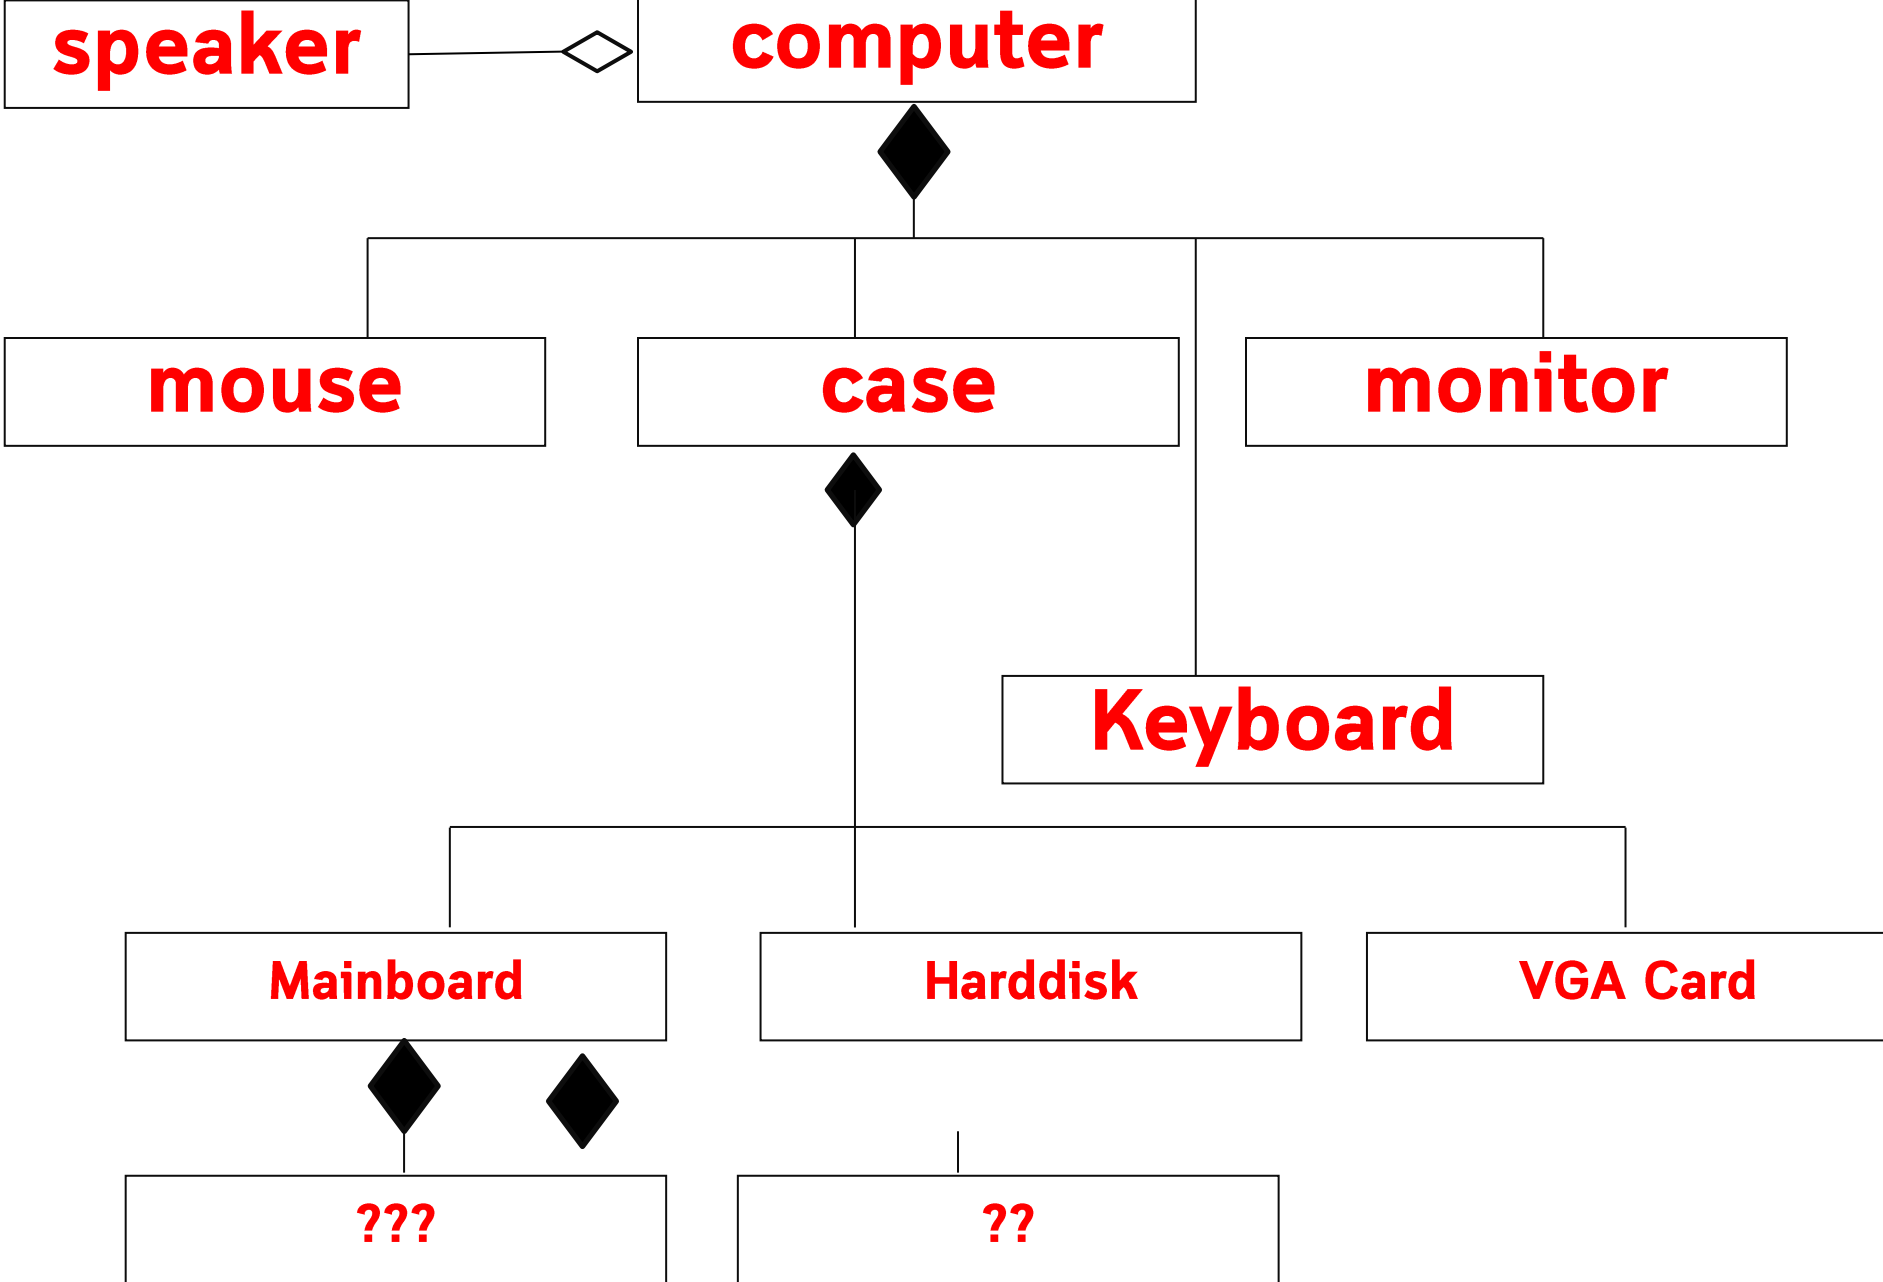 speaker
computer
mouse
case
monitor
Keyboard
Mainboard
Harddisk
VGA Card
???
??